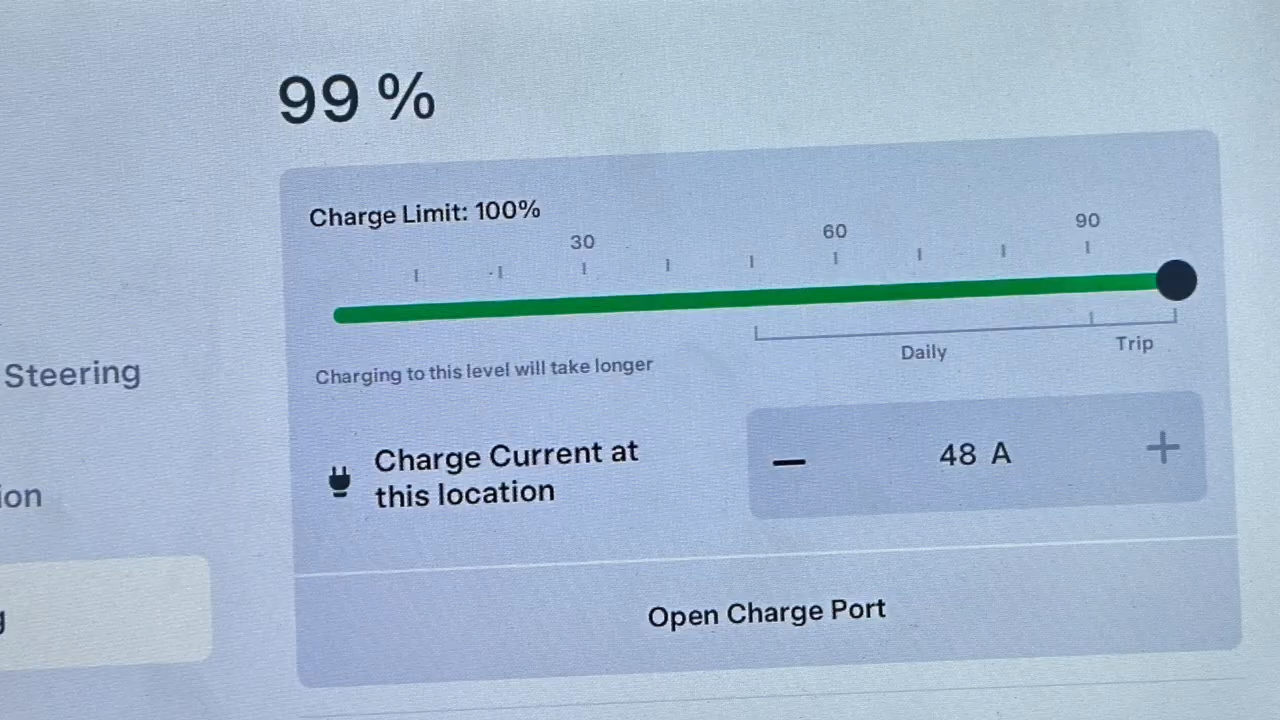 99 %
Charge Limit: 100%
30
60
90
Daily
Trip
Charging to this level will take longer
Steering
Charge Current at
this location
48 A
ion
Open Charge Port
g